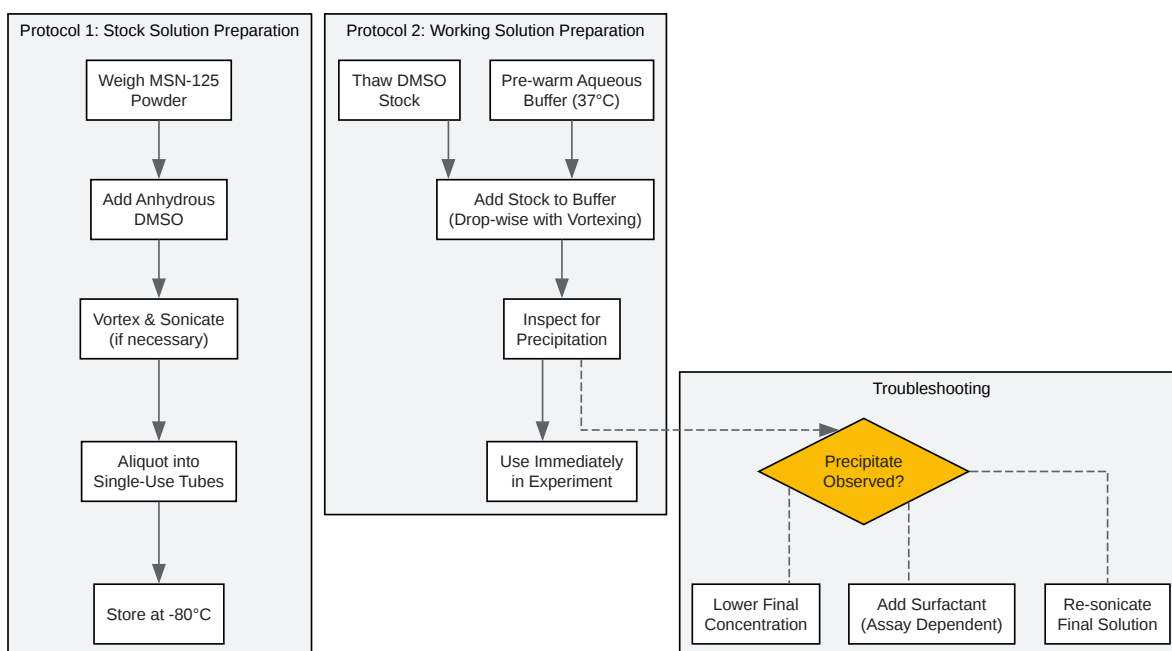 Protocol 1: Stock Solution Preparation
Weigh MSN-125
Powder
Add Anhydrous
DMSO
Vortex & Sonicate
(if necessary)
Aliquot into
Single-Use Tubes
Store at -80°C
Protocol 2: Working Solution Preparation
Thaw DMSO
Stock
Pre-warm Aqueous
Buffer (37°C)
Add Stock to Buffer
(Drop-wise with Vortexing)
Inspect for
Precipitation
Use Immediately
in Experiment
Troubleshooting
Precipitate
Observed?
Lower Final
Concentration
Add Surfactant
(Assay Dependent)
Re-sonicate
Final Solution